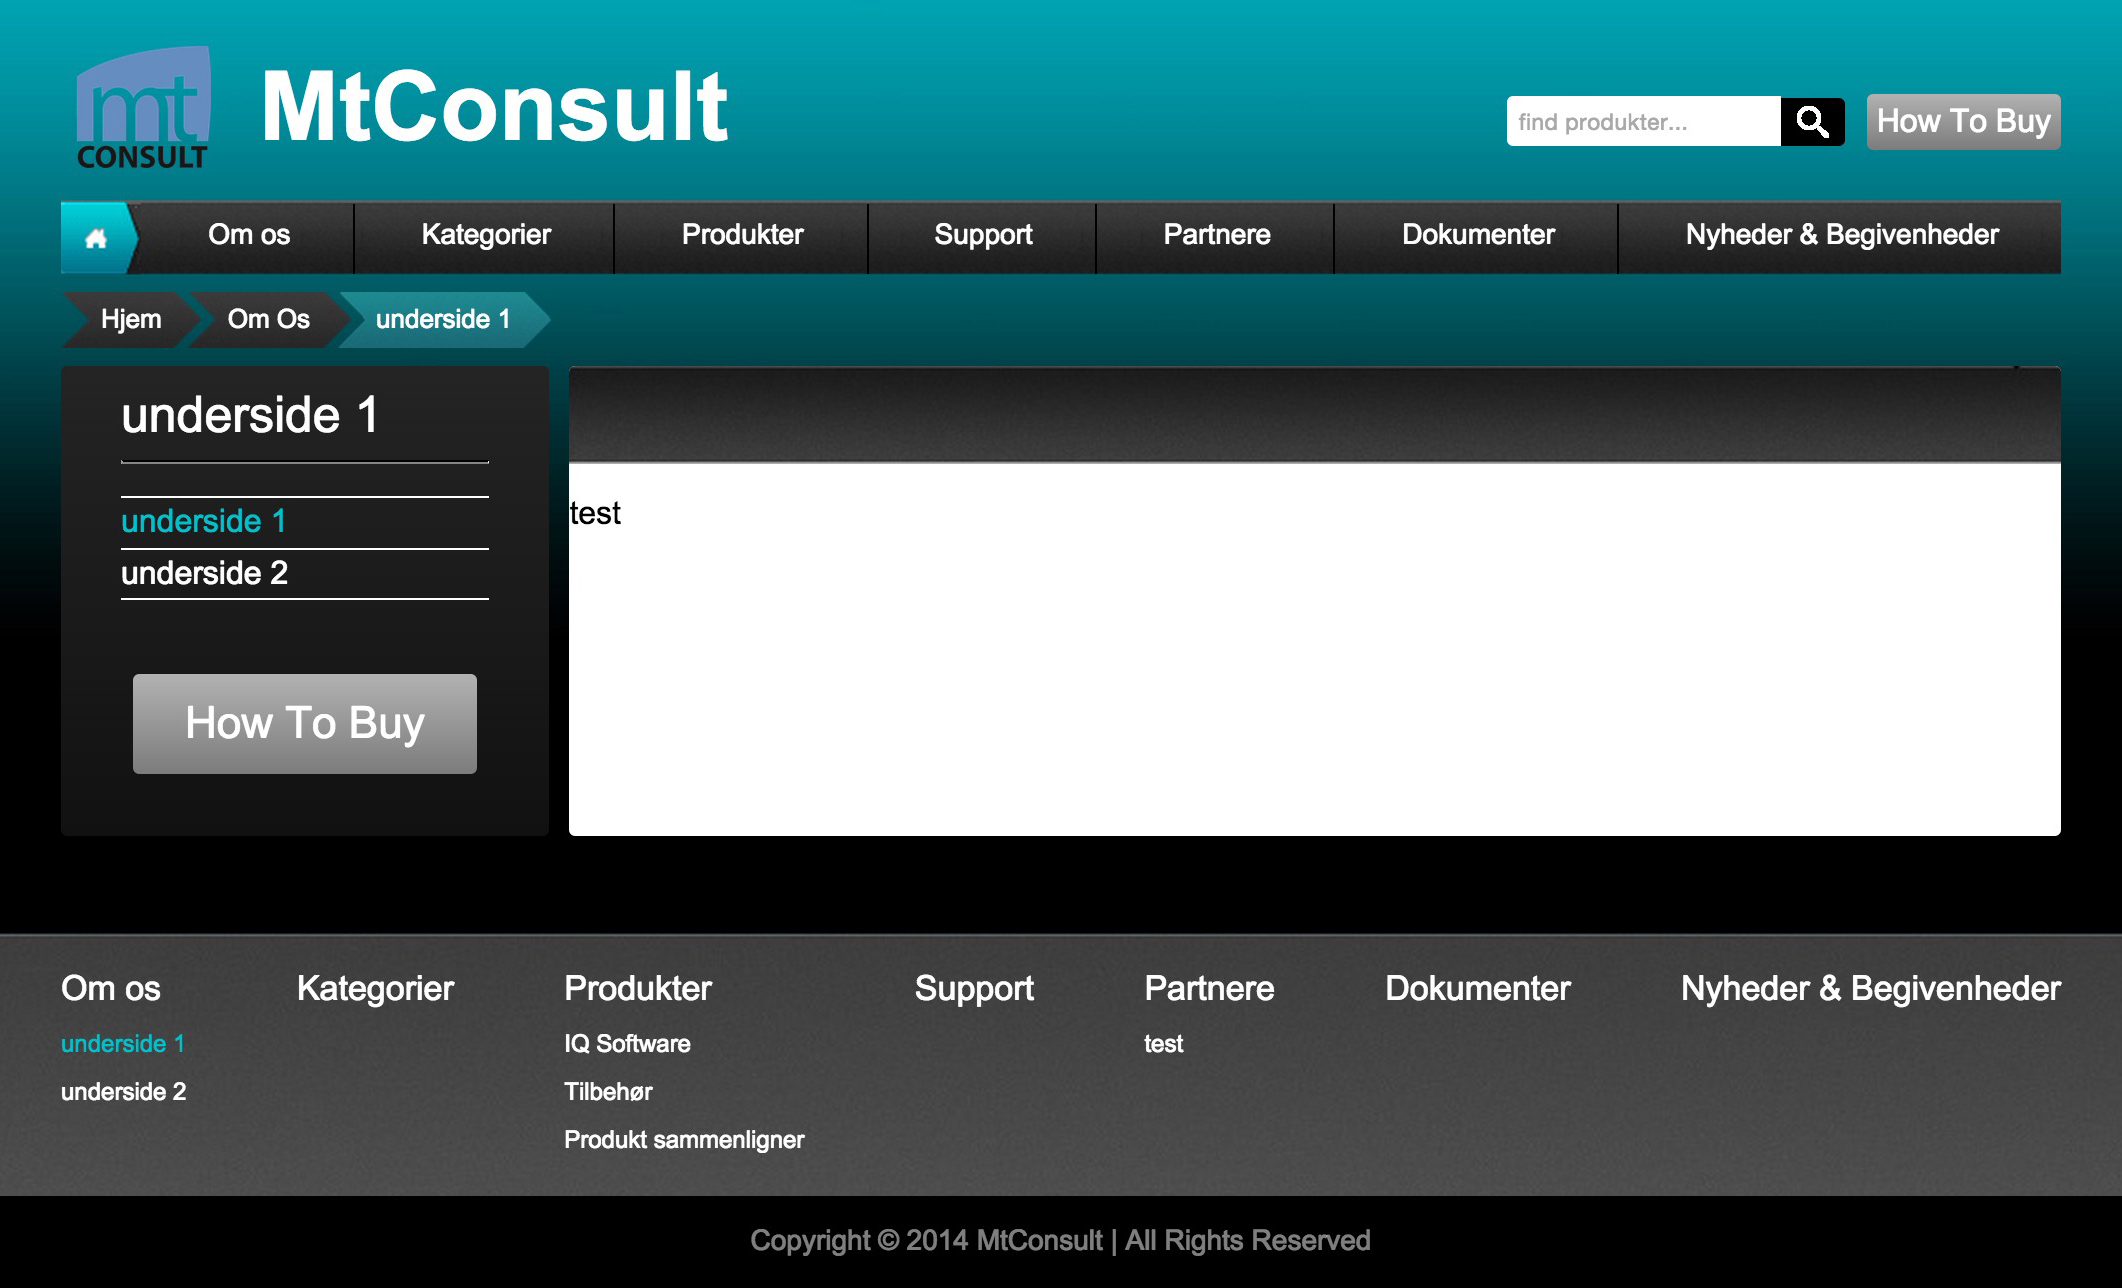 mt
CONSULT
MtConsult
find produkter...
How To Buy
Om os
Kategorier
Produkter
Support
Partnere
Dokumenter
Nyheder & Begivenheder
Hjem
Om Os
underside 1
underside 1
underside 1
underside 2
How To Buy
test
Om os
underside 1
underside 2
Kategorier
Produkter
IQ Software
Tilbehør
Produkt sammenligner
Support
Partnere
test
Dokumenter
Nyheder & Begivenheder
Copyright © 2014 MtConsult | All Rights Reserved